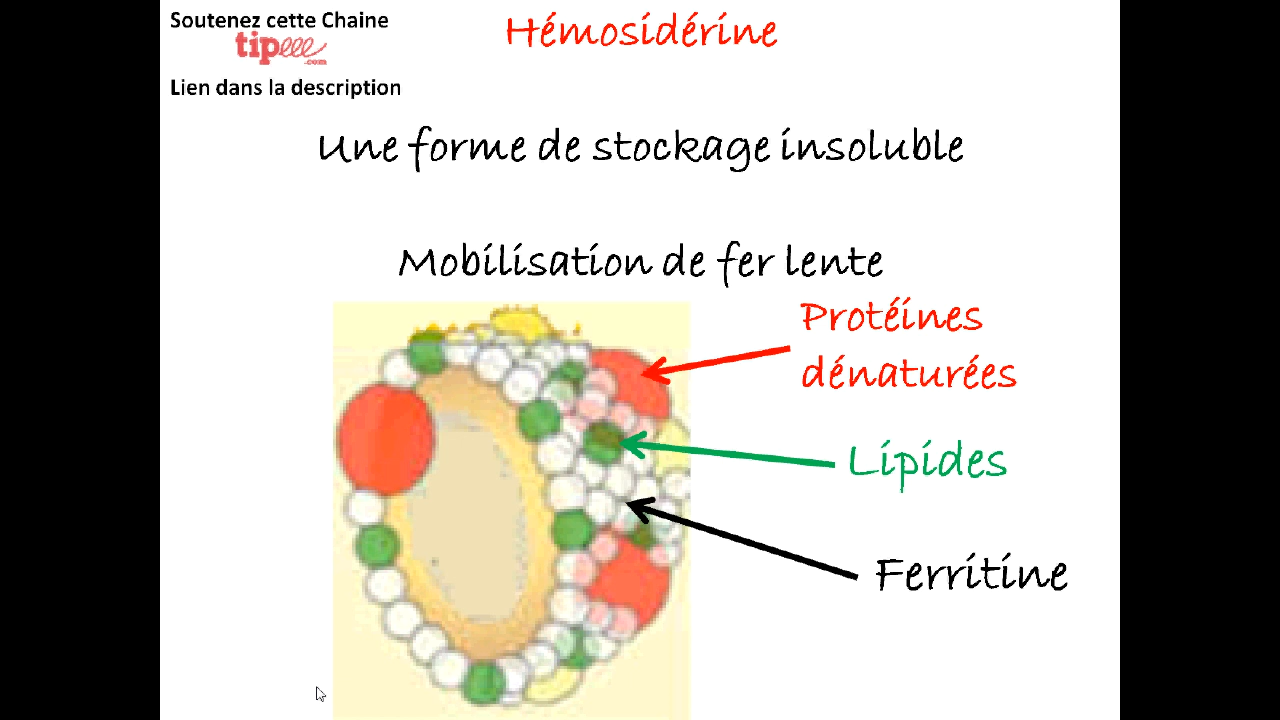 Soutenez cette Chaine
tipeee
.com
Lien dans la description
Hémosidérine
Une forme de stockage insoluble
Mobilisation de fer lente
Protéines
dénaturées
Lipides
Ferritine